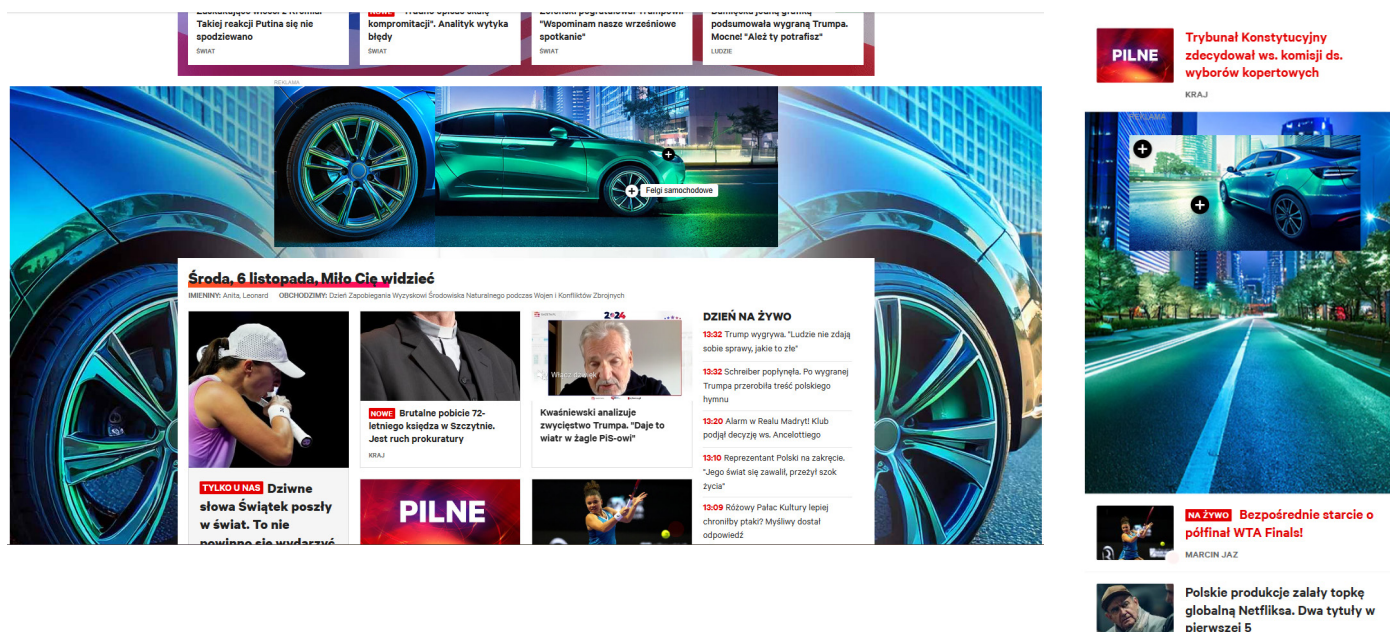 Takiej reakcji Putina się nie
spodziewano
ŚWIAT
kompromitacji". Analityk wytyka
błędy
ŚWIAT
"Wspominam nasze wrześniowe
spotkanie"
ŚWIAT
podsumowała wygraną Trumpa.
Mocne! "Ależ ty potrafisz"
LUDZIE
REKLAMA
Felgi samochodowe
Środa, 6 listopada, Miło Cię widzieć
IMIENINY: Anita, Leonard OBCHODZIMY: Dzień Zapobiegania Wyzyskowi Środowiska Naturalnego podczas Wojen i Konfliktów Zbrojnych
TYLKO U NAS Dziwne
słowa Świątek poszły
w świat. To nie
powinno się wydarzyć
NOWE Brutalne pobicie 72-
letniego księdza w Szczytnie.
Jest ruch prokuratury
KRAJ
PILNE
2024
Włącz dźwięk
Kwaśniewski analizuje
zwycięstwo Trumpa. "Daje to
wiatr w żagle PiS-owi"
DZIEŃ NA ŻYWO
13:32 Trump wygrywa. "Ludzie nie zdają
sobie sprawy, jakie to złe"
13:32 Schreiber popłynęła. Po wygranej
Trumpa przerobiła treść polskiego
hymnu
13:20 Alarm w Realu Madryt! Klub
podjął decyzję ws. Ancelottiego
13:10 Reprezentant Polski na zakręcie.
"Jego świat się zawalił, przeżył szok
życia"
13:09 Różowy Pałac Kultury lepiej
chroniłby ptaki? Myśliwy dostał
odpowiedź
PILNE
Trybunał Konstytucyjny
zdecydował ws. komisji ds.
wyborów kopertowych
KRAJ
REKLAMA
NA ŻYWO Bezpośrednie starcie o
półfinał WTA Finals!
MARCIN JAZ
Polskie produkcje zalały topkę
globalną Netfliksa. Dwa tytuły w
pierwszej 5